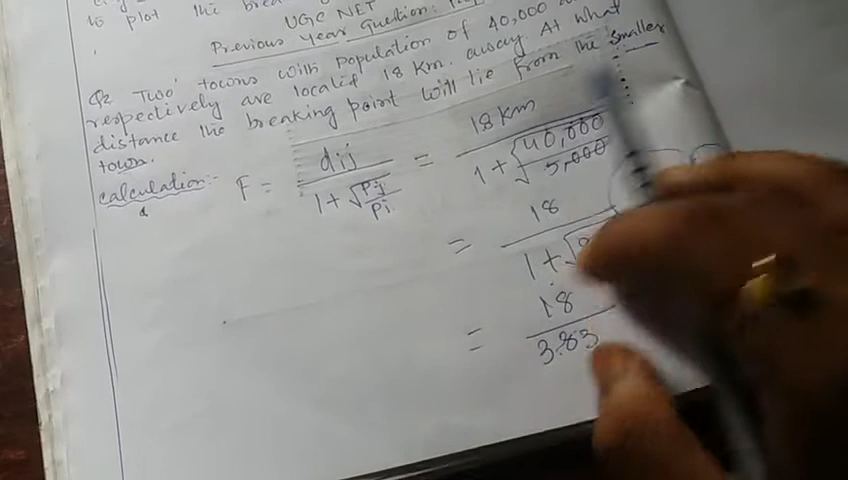 to plot the
UGC NET
Previous Year Question:
Q2 Two towns with population of 40,000
respectively are located 18 Km. away. At what
distance the breaking point will lie from the smaller
town.
calculation:- F = dij / 1 + √Pj/Pi = 18 Km / 1 + √40,000/5,000
= 18 / 1 + √
= 18 / 3.83